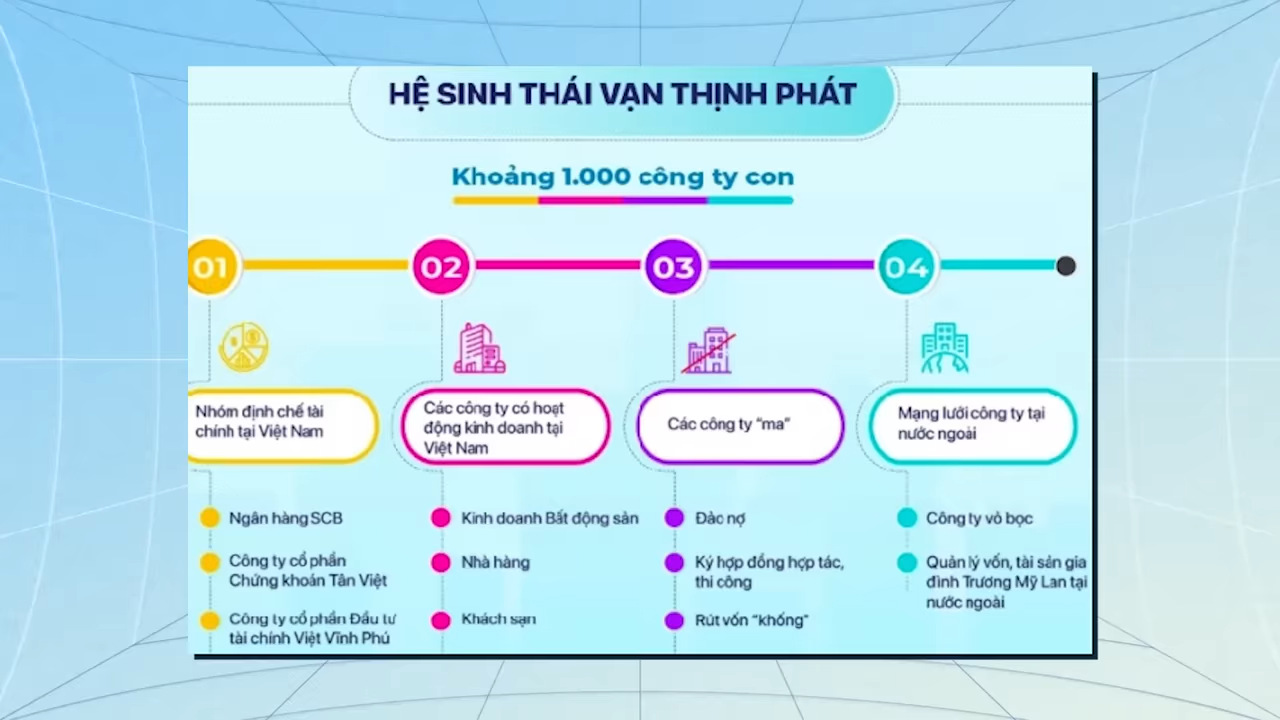 HỆ SINH THÁI VẠN THỊNH PHÁT
Khoảng 1.000 công ty con
01
02
03
04
Nhóm định chế tài
chính tại Việt Nam
Các công ty có hoạt
động kinh doanh tại
Việt Nam
Các công ty “ma”
Mạng lưới công ty tại
nước ngoài
Ngân hàng SCB
Công ty cổ phần
Chứng khoán Tân Việt
Công ty cổ phần Đầu tư
tài chính Việt Vĩnh Phú
Kinh doanh Bất động sản
Nhà hàng
Khách sạn
Đảo nợ
Ký hợp đồng hợp tác,
thi công
Rút vốn “khống”
Công ty vỏ bọc
Quản lý vốn, tài sản gia
đình Trương Mỹ Lan tại
nước ngoài